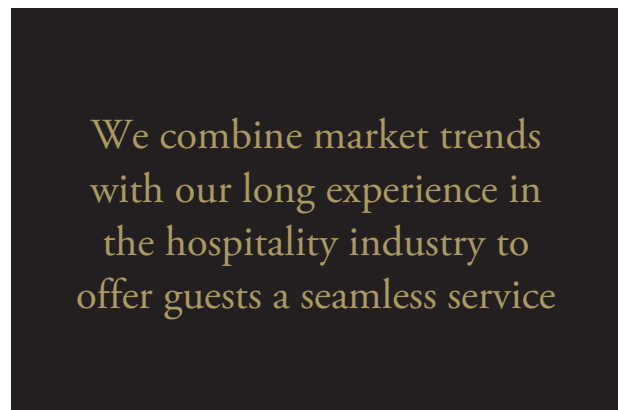 We combine market trends
with our long experience in
the hospitality industry to
offer guests a seamless service